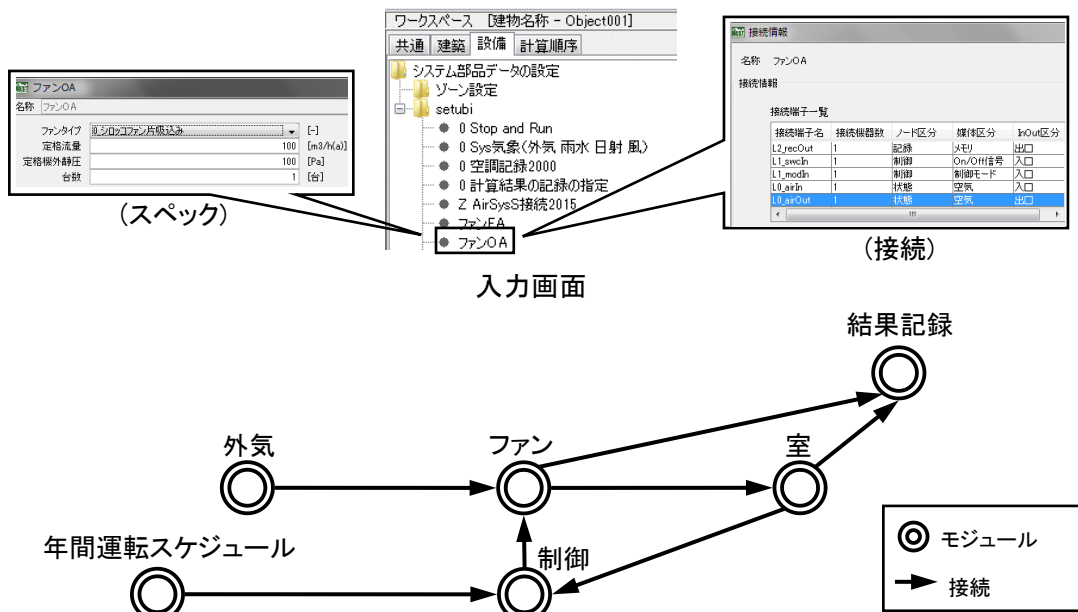 ワークスペース [建物名称 - Object001]
共通 建築 設備 計算順序
システム部品データの設定
ゾーン設定
setubi
0 Stop and Run
0 Sys気象(外気 雨水 日射 風)
0 空調記録2000
0 計算結果の記録の指定
Z AirSysS接続2015
ファンEA
ファンOA
ファンOA
名称 ファンOA
ファンタイプ 0_シロッコファン片吸込み [-]
定格流量 100 [m3/h(a)]
定格機外静圧 100 [Pa]
台数 1 [台]
(スペック)
接続情報
名称 ファンOA
接続情報
接続端子一覧
接続端子名 接続機器数 ノード区分 媒体区分 InOut区分
L2_recOut 1 記録 メモリ 出口
L1_swcIn 1 制御 On/Off信号 入口
L1_modIn 1 制御 制御モード 入口
L0_airIn 1 状態 空気 入口
L0_airOut 1 状態 空気 出口
(接続)
入力画面
結果記録
外気
ファン
室
年間運転スケジュール
制御
モジュール
接続